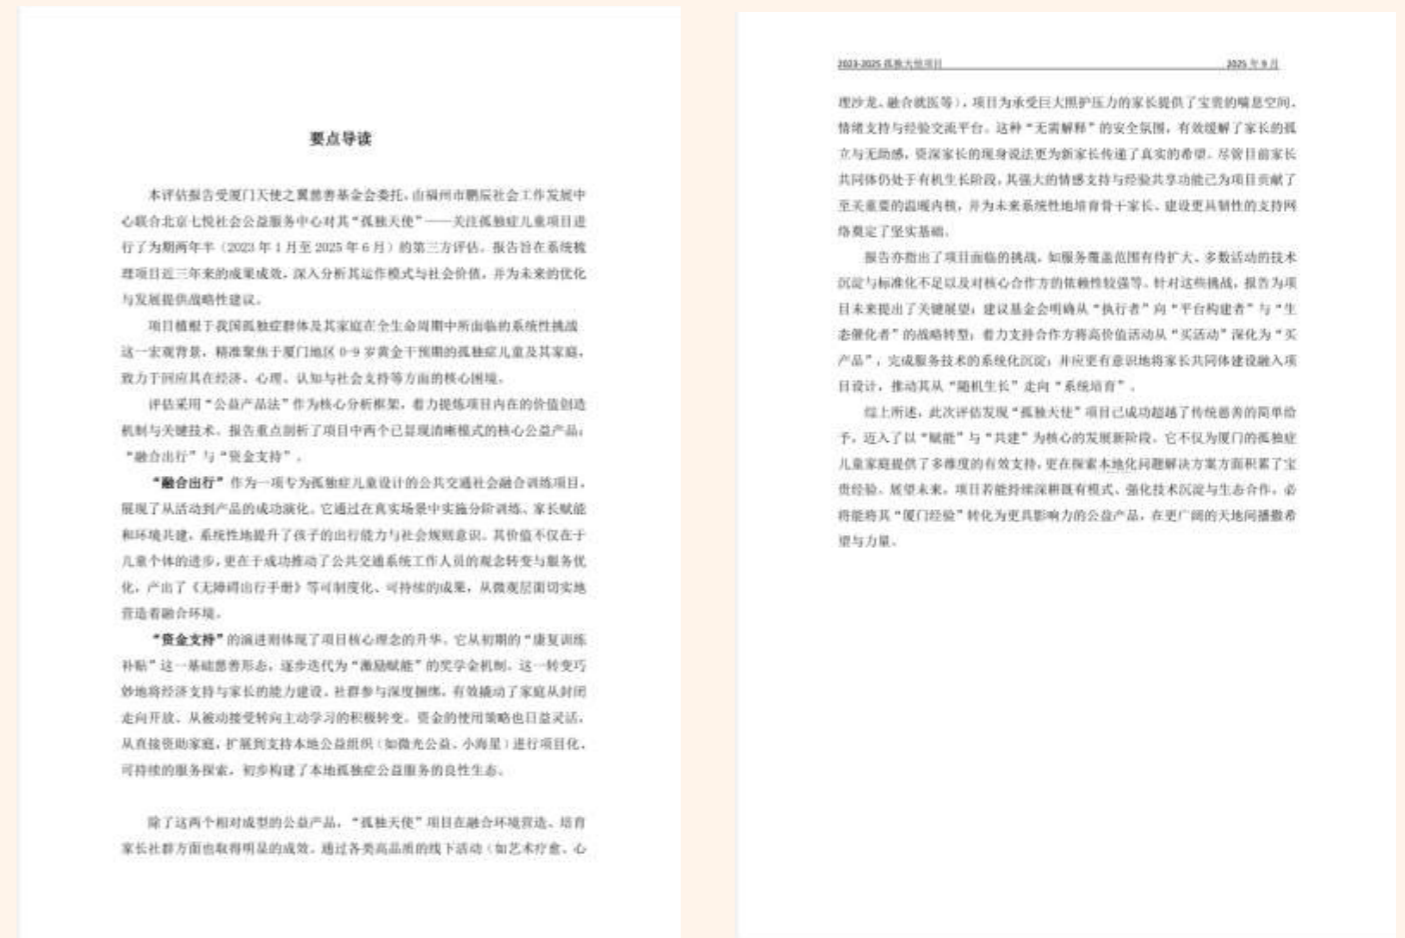 要点导读
本评估报告受厦门天使之翼慈善基金会委托，由福州市鹏辰社会工作发展中
心联合北京七悦社会公益服务中心对其“孤独天使”——关注孤独症儿童项目进
行了为期两年半（2023 年 1 月至 2025 年 6 月）的第三方评估。报告旨在系统梳
理项目近三年来的成果成效，深入分析其运作模式与社会价值，并为未来的优化
与发展提供战略性建议。
项目植根于我国孤独症群体及其家庭在全生命周期中所面临的系统性挑战
这一宏观背景，精准聚焦于厦门地区 0-9 岁黄金干预期的孤独症儿童及其家庭，
致力于回应其在经济、心理、认知与社会支持等方面的核心困境。
评估采用“公益产品法”作为核心分析框架，着力提炼项目内在的价值创造
机制与关键技术。报告重点剖析了项目中两个已显现清晰模式的核心公益产品：
“融合出行”与“资金支持”。
“融合出行”作为一项专为孤独症儿童设计的公共交通社会融合训练项目，
展现了从活动到产品的成功演化。它通过在真实场景中实施分阶训练、家长赋能
和环境共建，系统性地提升了孩子的出行能力与社会规则意识。其价值不仅在于
儿童个体的进步，更在于成功推动了公共交通系统工作人员的观念转变与服务优
化，产出了《无障碍出行手册》等可制度化、可持续的成果，从微观层面切实地
营造着融合环境。
“资金支持”的演进则体现了项目核心理念的升华。它从初期的“康复训练
补贴”这一基础慈善形态，逐步迭代为“激励赋能”的奖学金机制。这一转变巧
妙地将经济支持与家长的能力建设、社群参与深度捆绑，有效撬动了家庭从封闭
走向开放、从被动接受转向主动学习的积极转变。资金的使用策略也日益灵活，
从直接资助家庭，扩展到支持本地公益组织（如微光公益、小海星）进行项目化、
可持续的服务探索，初步构建了本地孤独症公益服务的良性生态。
除了这两个相对成型的公益产品，“孤独天使”项目在融合环境营造、培育
家长社群方面也取得明显的成效。通过各类高品质的线下活动（如艺术疗愈、心
2023-2025 孤独天使项目 2025 年 9 月
理沙龙、融合就医等），项目为承受巨大照护压力的家长提供了宝贵的喘息空间、
情绪支持与经验交流平台。这种“无需解释”的安全氛围，有效缓解了家长的孤
立与无助感，资深家长的现身说法更为新家长传递了真实的希望。尽管目前家长
共同体仍处于有机生长阶段，其强大的情感支持与经验共享功能已为项目贡献了
至关重要的温暖内核，并为未来系统性地培育骨干家长、建设更具韧性的支持网
络奠定了坚实基础。
报告亦指出了项目面临的挑战，如服务覆盖范围有待扩大、多数活动的技术
沉淀与标准化不足以及对核心合作方的依赖性较强等。针对这些挑战，报告为项
目未来提出了关键展望：建议基金会明确从“执行者”向“平台构建者”与“生
态催化者”的战略转型；着力支持合作方将高价值活动从“买活动”深化为“买
产品”，完成服务技术的系统化沉淀；并应更有意识地将家长共同体建设融入项
目设计，推动其从“随机生长”走向“系统培育”。
综上所述，此次评估发现“孤独天使”项目已成功超越了传统慈善的简单给
予，迈入了以“赋能”与“共建”为核心的发展新阶段。它不仅为厦门的孤独症
儿童家庭提供了多维度的有效支持，更在探索本地化问题解决方案方面积累了宝
贵经验。展望未来，项目若能持续深耕既有模式、强化技术沉淀与生态合作，必
将能将其“厦门经验”转化为更具影响力的公益产品，在更广阔的天地间播撒希
望与力量。